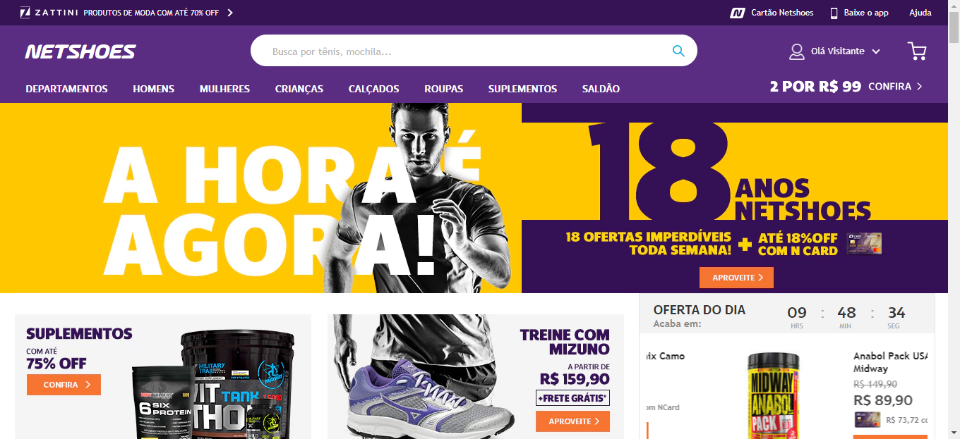 ZATTINI PRODUTOS DE MODA COM ATÉ 70% OFF
Cartão Netshoes
Baixe o app
Ajuda
NETSHOES
Busca por tênis, mochila...
Olá Visitante
DEPARTAMENTOS
HOMENS
MULHERES
CRIANÇAS
CALÇADOS
ROUPAS
SUPLEMENTOS
SALDÃO
2 POR R$ 99 CONFIRA
A HORA É
AGORA!
18 ANOS
NETSHOES
18 OFERTAS IMPERDÍVEIS
TODA SEMANA!
+
ATÉ 18%OFF
COM N CARD
APROVEITE
SUPLEMENTOS
COM ATÉ
75% OFF
CONFIRA
MILITARY
TRAIL
6 SIX
PROTEIN
TANK
TREINE COM
MIZUNO
A PARTIR DE
R$ 159,90
+FRETE GRÁTIS*
APROVEITE
OFERTA DO DIA
Acaba em:
09 : 48 : 34
HRS MIN SEG
ix Camo
om NCard
MIDWAY
ANABOL
PACK
Anabol Pack USA
Midway
R$ 149,90
R$ 89,90
R$ 73,72